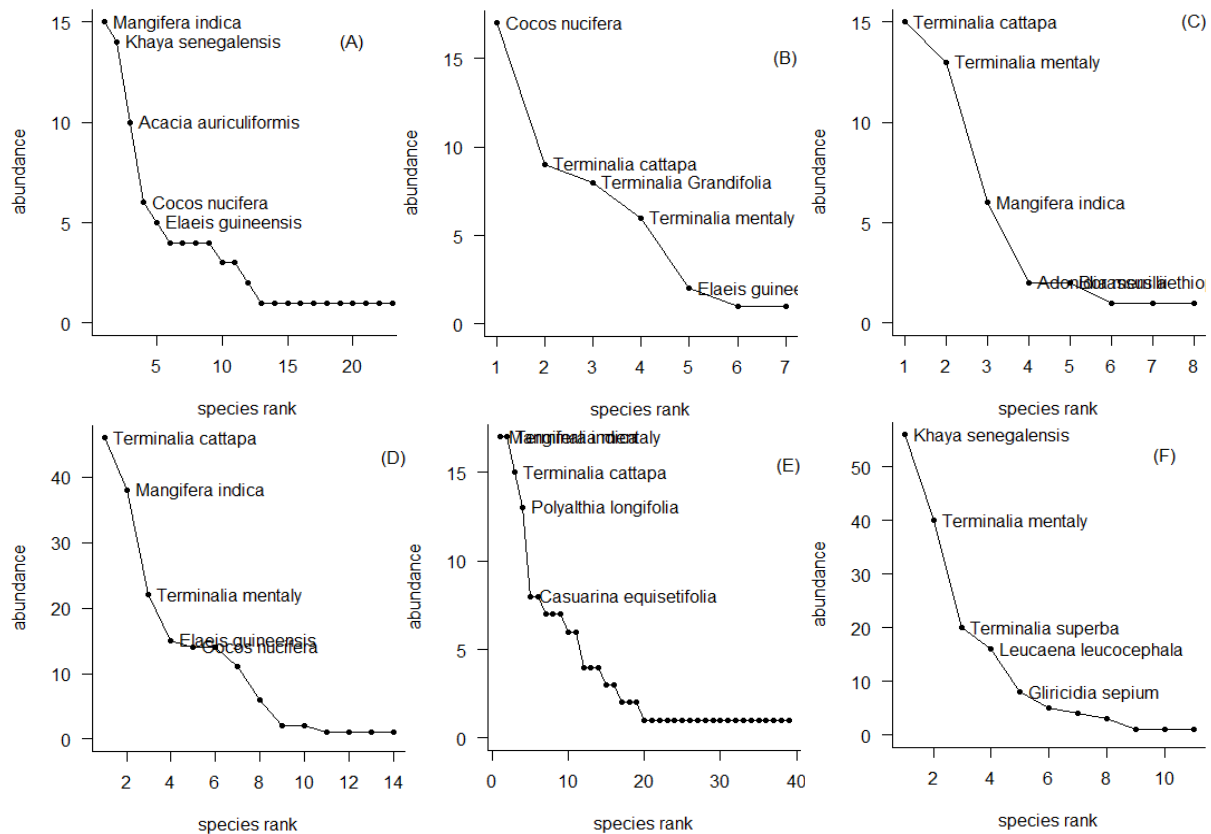 15
Mangifera indica
Khaya senegalensis
(A)
10
Acacia auriculiformis
Cocos nucifera
5
Elaeis guineensis
0
abundance
5
10
15
20
species rank
Cocos nucifera
15
(B)
10
Terminalia cattapa
Terminalia Grandifolia
Terminalia mentaly
5
Elaeis guinee
0
abundance
1 2 3 4 5 6 7
species rank
15
Terminalia cattapa
(C)
Terminalia mentaly
10
Mangifera indica
5
0
abundance
1 2 3 4 5 6 7 8
species rank
Terminalia cattapa
(D)
40
Mangifera indica
30
Terminalia mentaly
20
Elaeis guineensis
Cocos nucifera
10
0
abundance
2 4 6 8 10 12 14
species rank
Mangifera indica
Terminalia mentaly
(E)
15
Terminalia cattapa
Polyalthia longifolia
10
Casuarina equisetifolia
5
0
abundance
0 10 20 30 40
species rank
Khaya senegalensis
(F)
50
40
Terminalia mentaly
30
20
Terminalia superba
Leucaena leucocephala
10
Gliricidia sepium
0
abundance
2 4 6 8 10
species rank